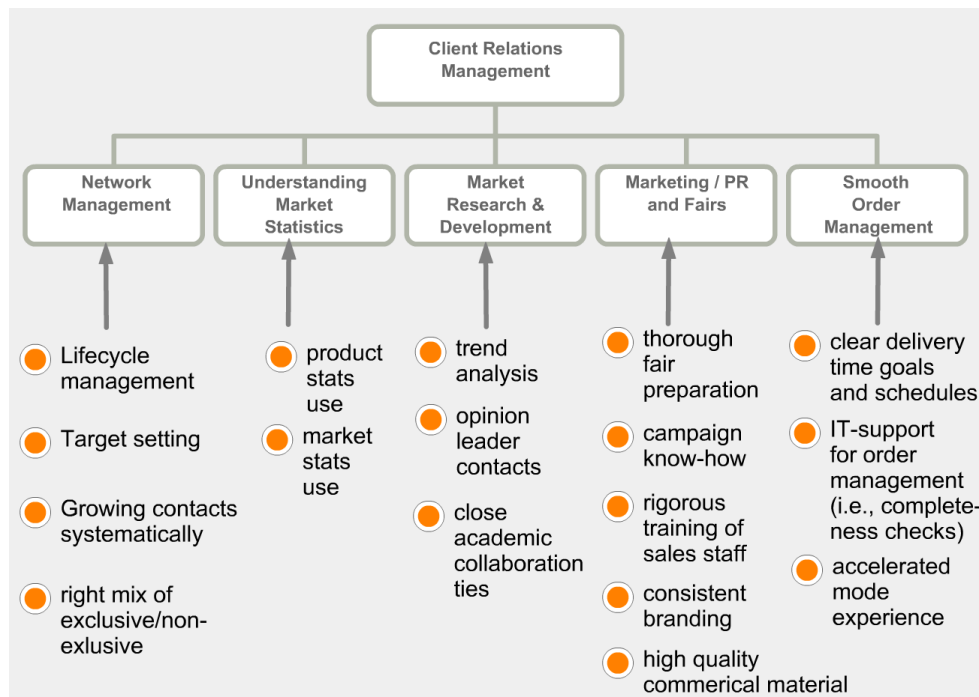 Client Relations
Management
Network
Management
Understanding
Market
Statistics
Market
Research &
Development
Marketing / PR
and Fairs
Smooth
Order
Management
Lifecycle
management
Target setting
Growing contacts
systematically
right mix of
exclusive/non-
exlusive
product
stats
use
market
stats
use
trend
analysis
opinion
leader
contacts
close
academic
collaboration
ties
thorough
fair
preparation
campaign
know-how
rigorous
training of
sales staff
consistent
branding
high quality
commerical material
clear delivery
time goals
and schedules
IT-support
for order
management
(i.e., complete-
ness checks)
accelerated
mode
experience